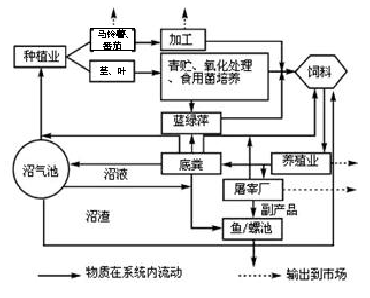 马铃薯、
番茄
加工
种植业
茎、叶
青贮、氧化处理
、食用菌培养
饲料
蓝绿萍
沼气池
沼液
底粪
养殖业
屠宰厂
副产品
沼渣
鱼/螺池
物质在系统内流动
输出到市场